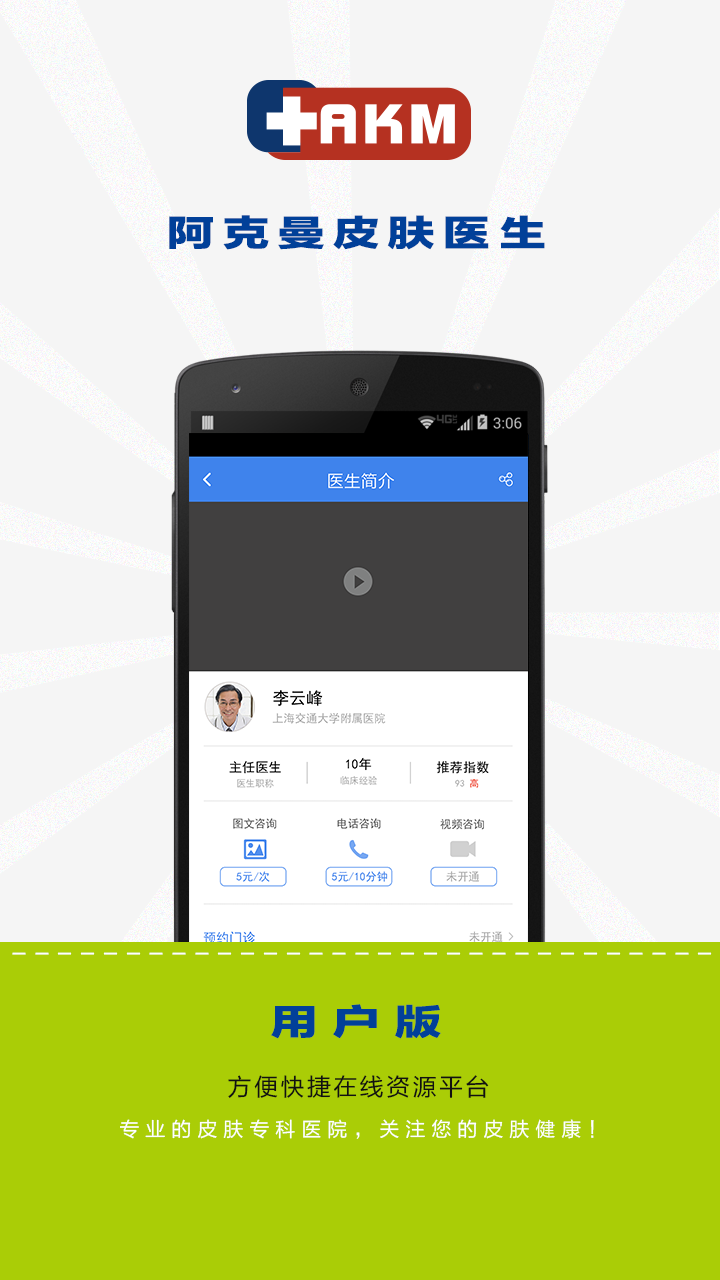 AKM
阿克曼皮肤医生
4G 3:06
医生简介
李云峰
上海交通大学附属医院
主任医生 10年 推荐指数
医生职称 临床经验 93 高
图文咨询 电话咨询 视频咨询
5元/次 5元/10分钟 未开通
预约门诊 未开通
用户版
方便快捷在线资源平台
专业的皮肤专科医院，关注您的皮肤健康！